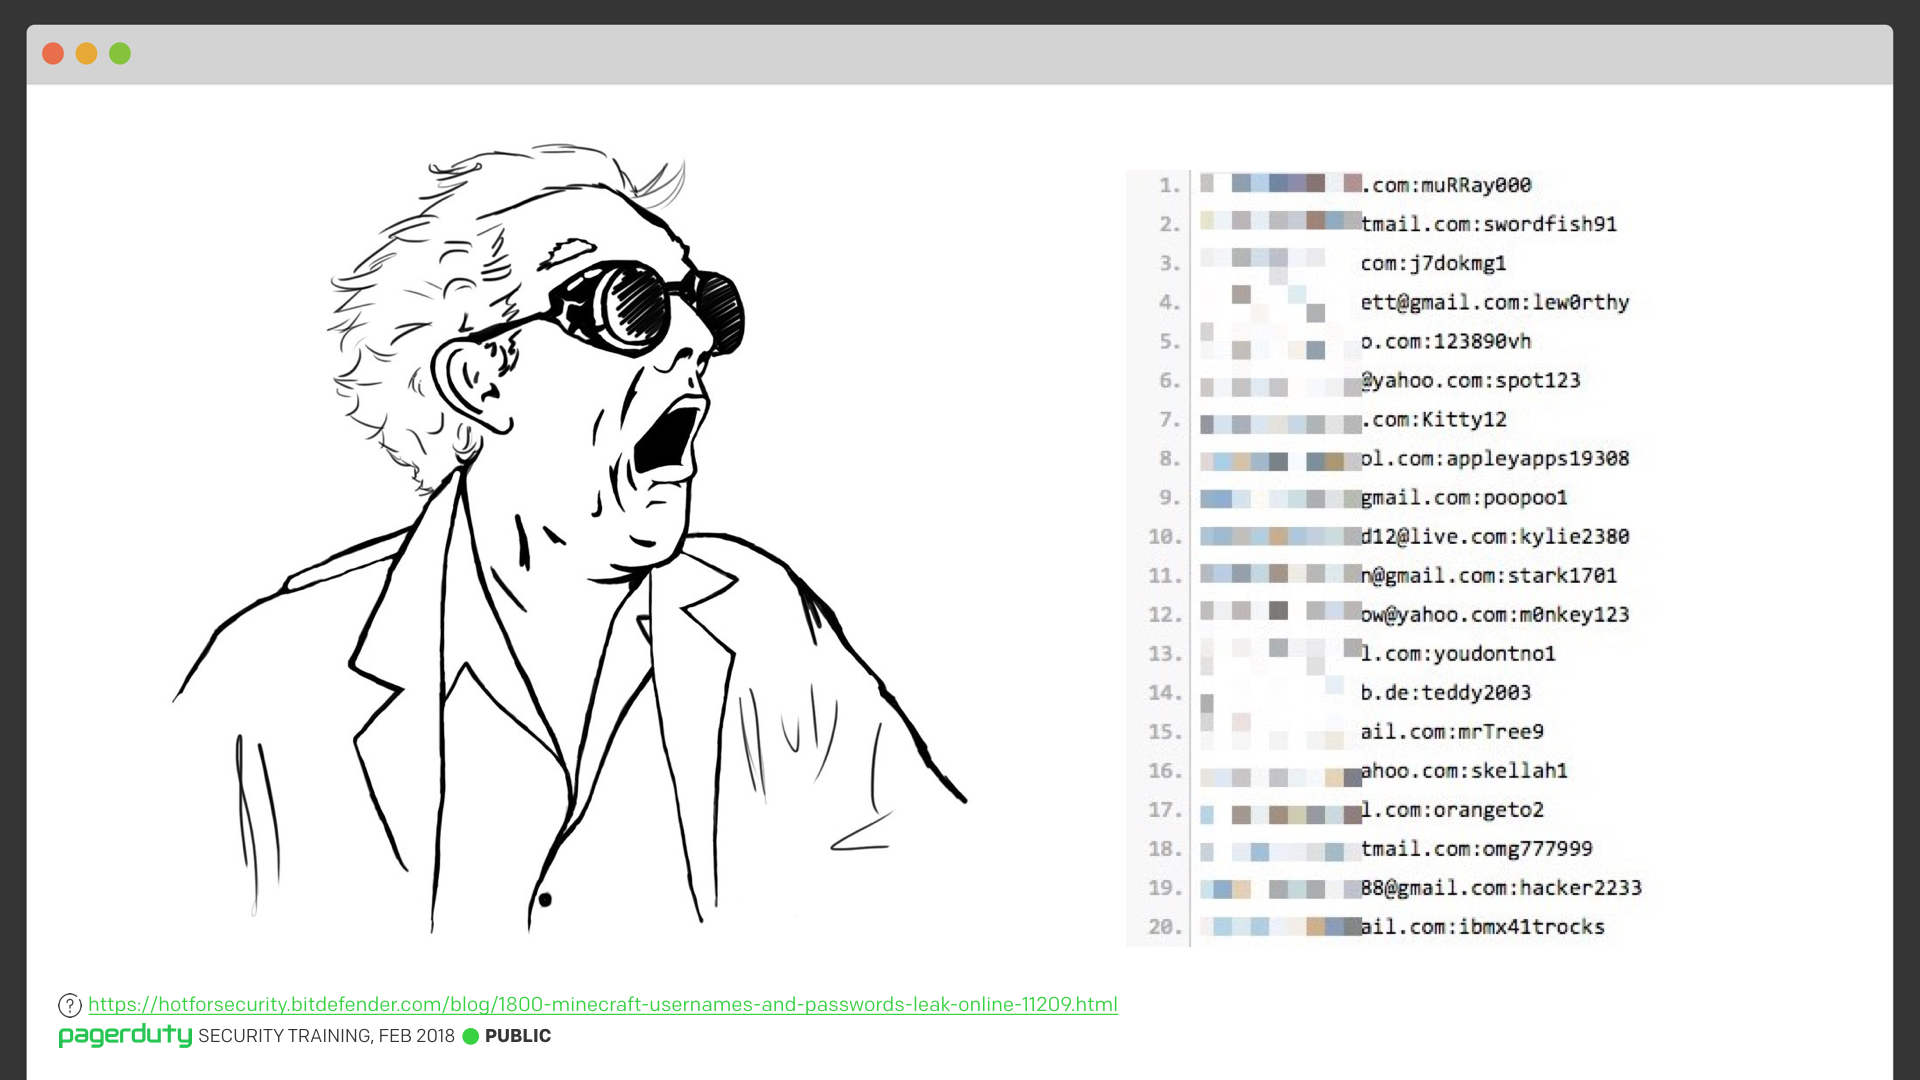 1. .com:muRRay000
2. tmail.com:swordfish91
3. com:j7dokmg1
4. ett@gmail.com:lew0rthy
5. o.com:123890vh
6. @yahoo.com:spot123
7. .com:Kitty12
8. ol.com:appleyapps19308
9. gmail.com:poopoo1
10. d12@live.com:kylie2380
11. n@gmail.com:stark1701
12. ow@yahoo.com:m0nkey123
13. l.com:youdontno1
14. b.de:teddy2003
15. ail.com:mrTree9
16. ahoo.com:skellah1
17. l.com:orangeto2
18. tmail.com:omg777999
19. 88@gmail.com:hacker2233
20. ail.com:ibmx41trocks
? https://hotforsecurity.bitdefender.com/blog/1800-minecraft-usernames-and-passwords-leak-online-11209.html
pagerduty SECURITY TRAINING, FEB 2018 PUBLIC